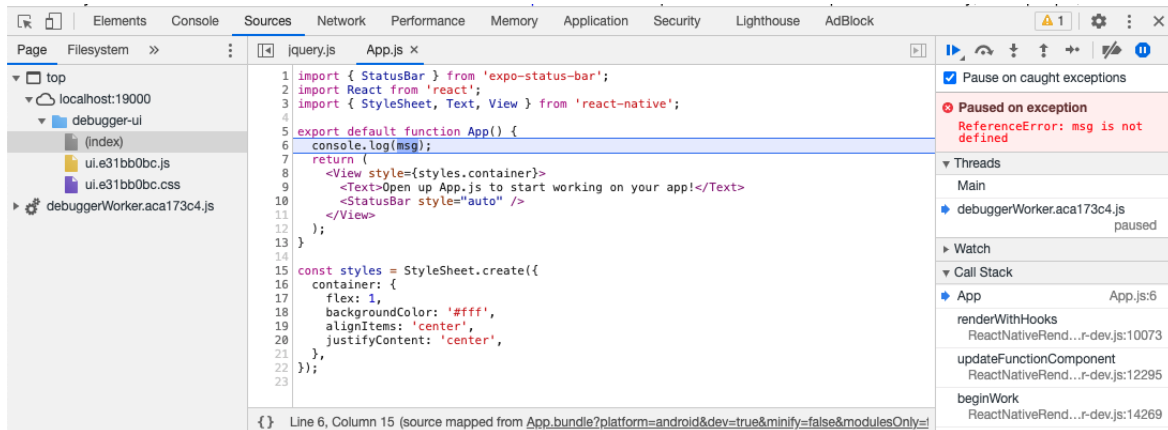 Elements Console Sources Network Performance Memory Application Security Lighthouse AdBlock 1
Page Filesystem »
jquery.js App.js ×
top
localhost:19000
debugger-ui
(index)
ui.e31bb0bc.js
ui.e31bb0bc.css
debuggerWorker.aca173c4.js
1 import { StatusBar } from 'expo-status-bar';
2 import React from 'react';
3 import { StyleSheet, Text, View } from 'react-native';
4
5 export default function App() {
6 console.log(msg);
7 return (
8 <View style={styles.container}>
9 <Text>Open up App.js to start working on your app!</Text>
10 <StatusBar style="auto" />
11 </View>
12 );
13 }
14
15 const styles = StyleSheet.create({
16 container: {
17 flex: 1,
18 backgroundColor: '#fff',
19 alignItems: 'center',
20 justifyContent: 'center',
21 },
22 });
23
{} Line 6, Column 15 (source mapped from App.bundle?platform=android&dev=true&minify=false&modulesOnly=
Pause on caught exceptions
Paused on exception
ReferenceError: msg is not
defined
Threads
Main
debuggerWorker.aca173c4.js
paused
Watch
Call Stack
App App.js:6
renderWithHooks
ReactNativeRend...r-dev.js:10073
updateFunctionComponent
ReactNativeRend...r-dev.js:12295
beginWork
ReactNativeRend...r-dev.js:14269